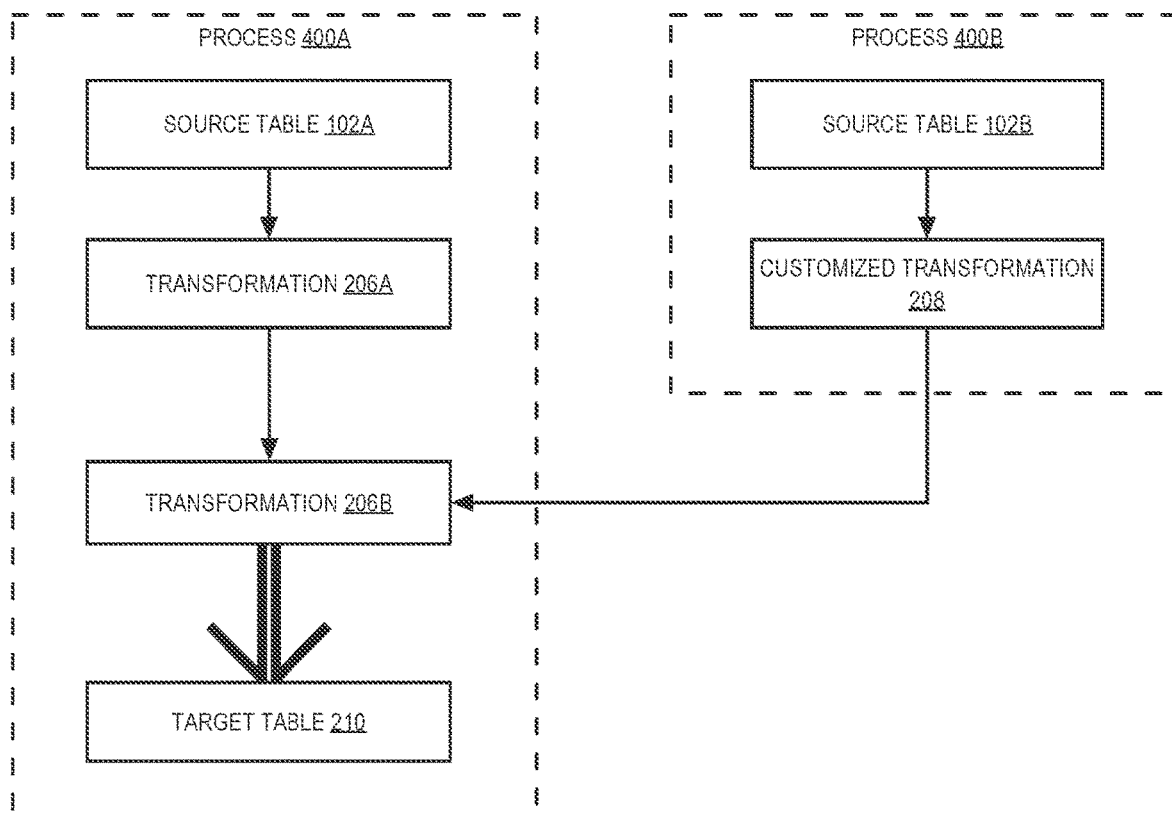 PROCESS 400A
SOURCE TABLE 102A
TRANSFORMATION 206A
TRANSFORMATION 206B
TARGET TABLE 210
PROCESS 400B
SOURCE TABLE 102B
CUSTOMIZED TRANSFORMATION
208